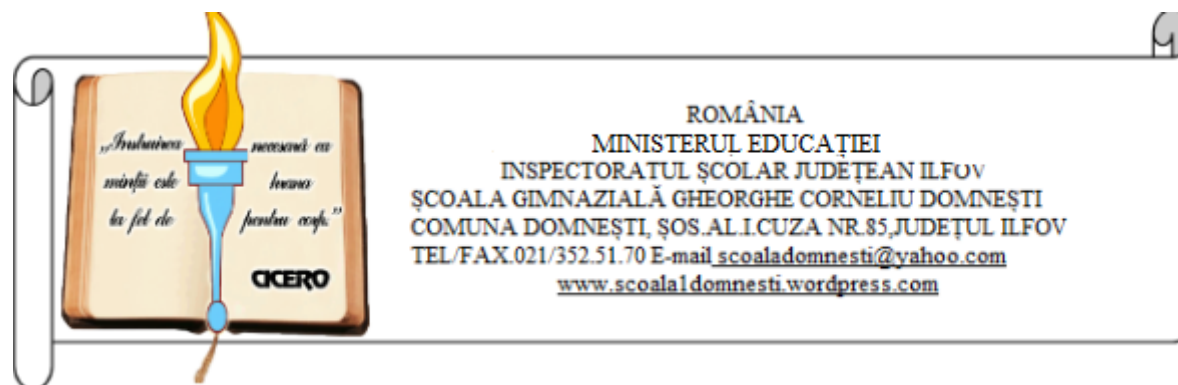 „Instruirea necesară ca
minții este hrana
la fel de pentru corp.”
CICERO
ROMÂNIA
MINISTERUL EDUCAȚIEI
INSPECTORATUL ȘCOLAR JUDEȚEAN ILFOV
ȘCOALA GIMNAZIALĂ GHEORGHE CORNELIU DOMNEȘTI
COMUNA DOMNEȘTI, ȘOS.AL.I.CUZA NR.85,JUDEȚUL ILFOV
TEL/FAX.021/352.51.70 E-mail scoaladomnesti@yahoo.com
www.scoala1domnesti.wordpress.com